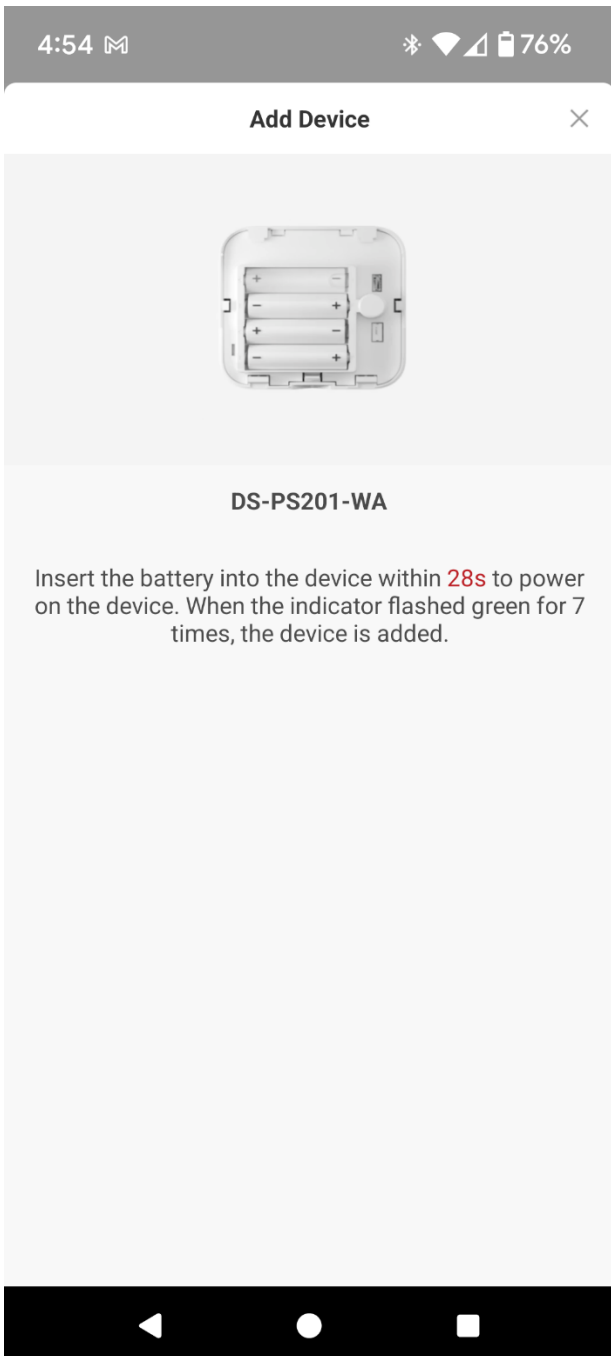 4:54 76%
Add Device
+ -
- +
+ -
- +
DS-PS201-WA
Insert the battery into the device within 28s to power
on the device. When the indicator flashed green for 7
times, the device is added.